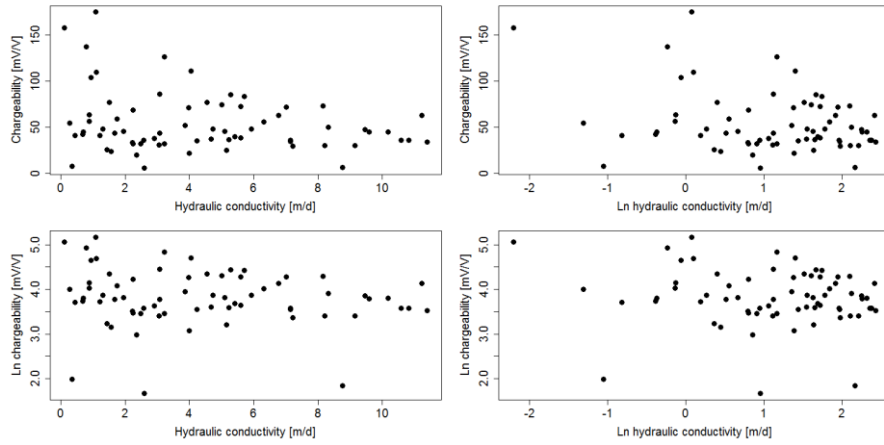 Chargeability [mV/V]
0 50 100 150
0 2 4 6 8 10
Hydraulic conductivity [m/d]
Chargeability [mV/V]
0 50 100 150
-2 -1 0 1 2
Ln hydraulic conductivity [m/d]
Ln chargeability [mV/V]
2.0 3.0 4.0 5.0
0 2 4 6 8 10
Hydraulic conductivity [m/d]
Ln chargeability [mV/V]
2.0 3.0 4.0 5.0
-2 -1 0 1 2
Ln hydraulic conductivity [m/d]